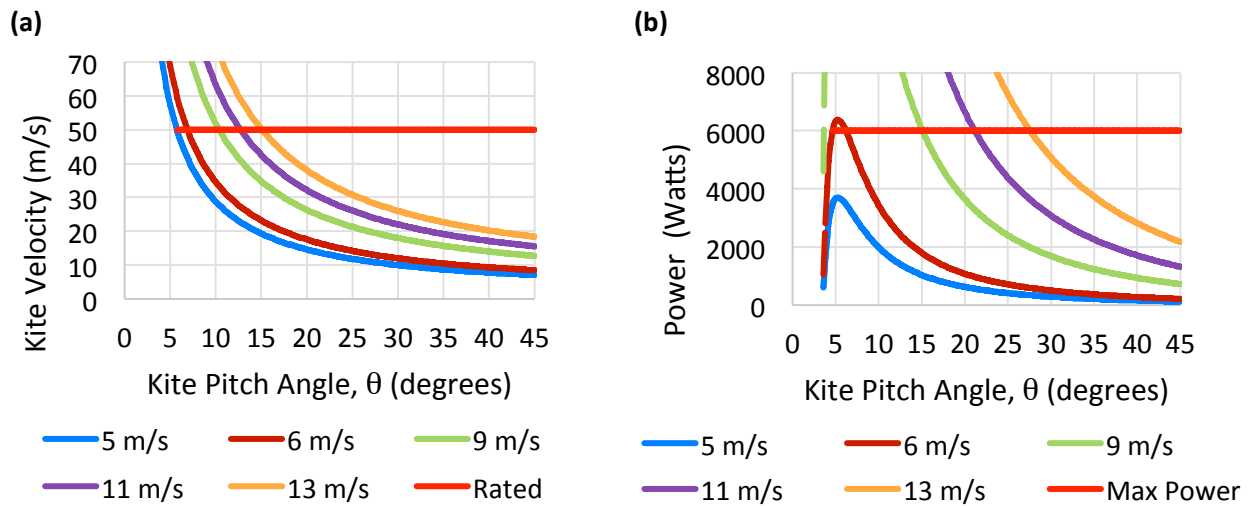 (a)
70
60
50
40
30
20
10
0
Kite Velocity (m/s)
0 5 10 15 20 25 30 35 40 45
Kite Pitch Angle, θ (degrees)
5 m/s 6 m/s 9 m/s
11 m/s 13 m/s Rated
(b)
8000
6000
4000
2000
0
Power (Watts)
0 5 10 15 20 25 30 35 40 45
Kite Pitch Angle, θ (degrees)
5 m/s 6 m/s 9 m/s
11 m/s 13 m/s Max Power